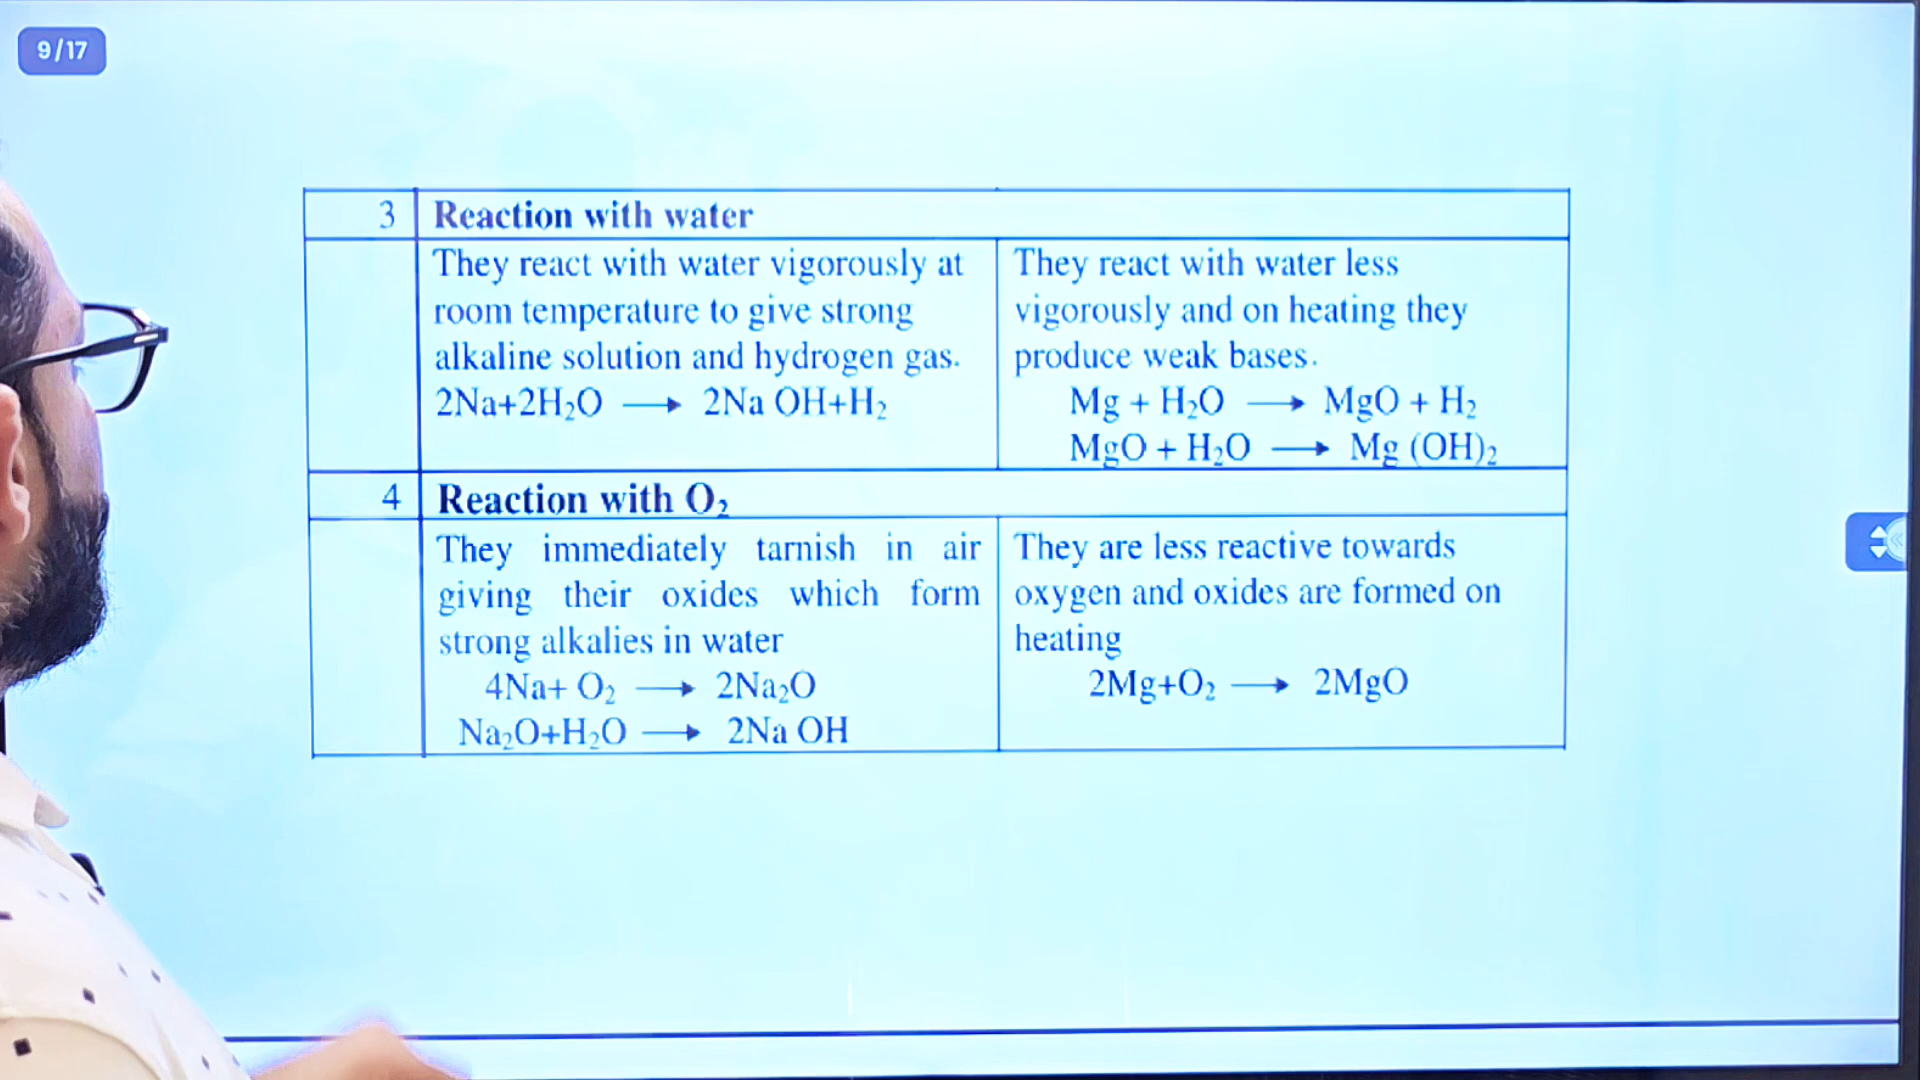 9/17
3 Reaction with water
They react with water vigorously at
room temperature to give strong
alkaline solution and hydrogen gas.
2Na+2H₂O ⟶ 2Na OH+H₂
They react with water less
vigorously and on heating they
produce weak bases.
Mg + H₂O ⟶ MgO + H₂
MgO + H₂O ⟶ Mg (OH)₂
4 Reaction with O₂
They immediately tarnish in air
giving their oxides which form
strong alkalies in water
4Na+ O₂ ⟶ 2Na₂O
Na₂O+H₂O ⟶ 2Na OH
They are less reactive towards
oxygen and oxides are formed on
heating
2Mg+O₂ ⟶ 2MgO